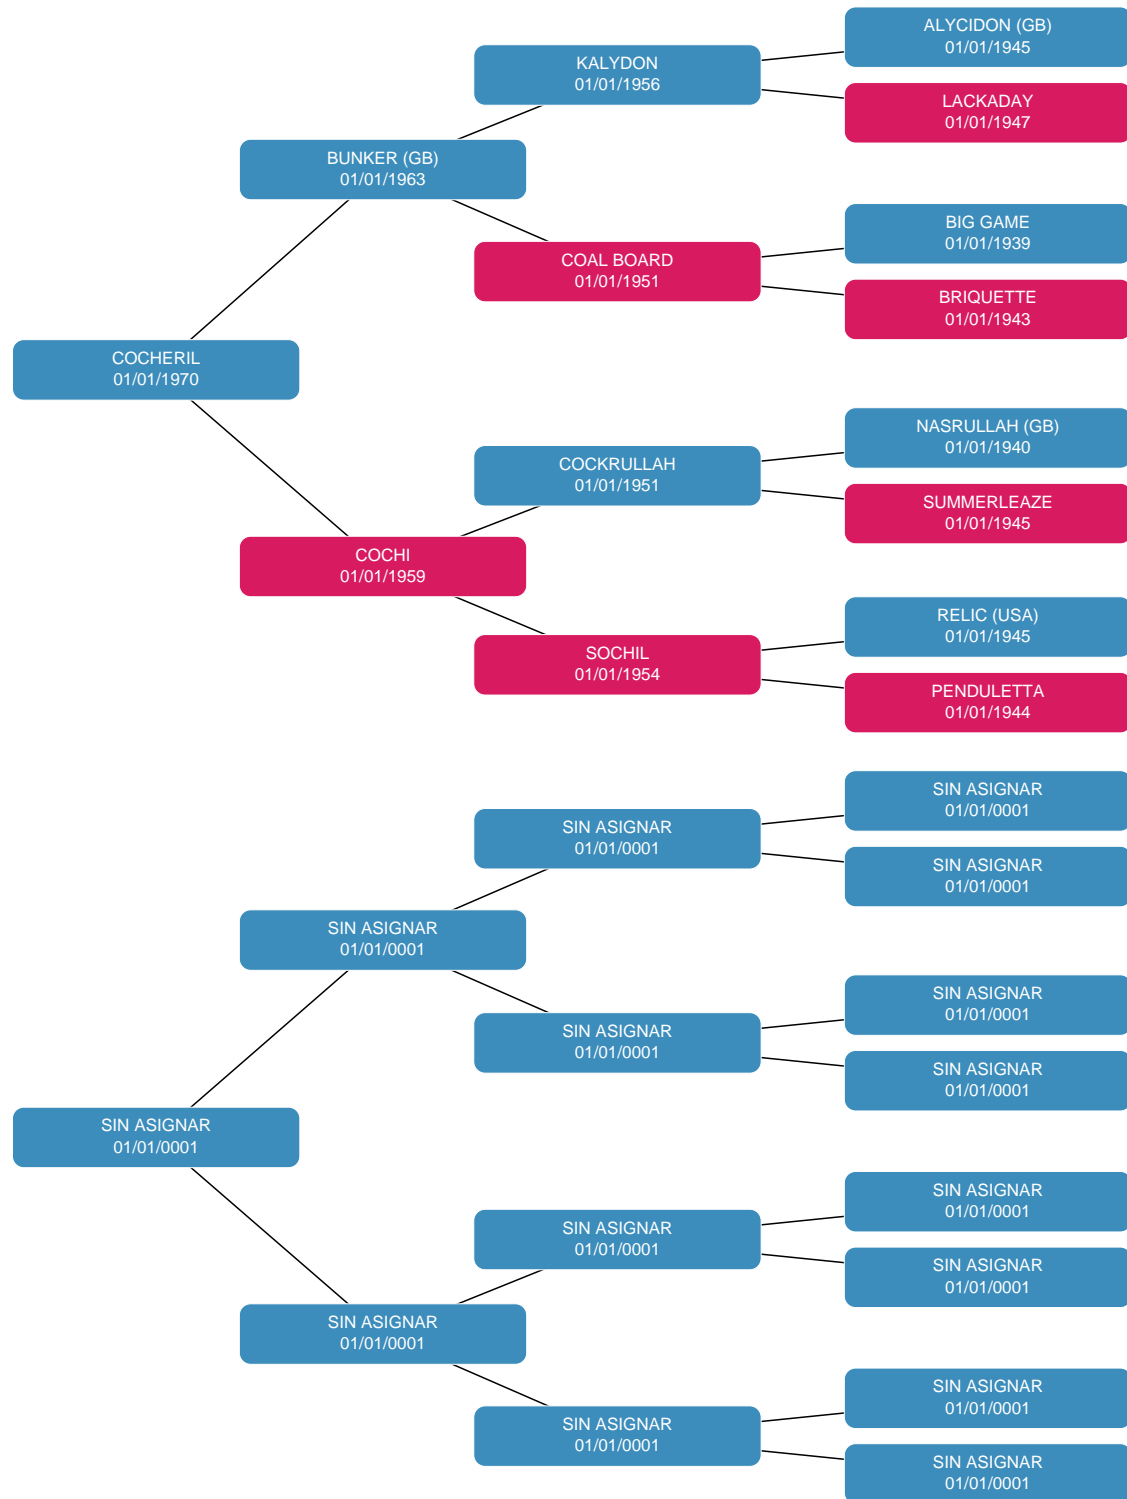 ALYCIDON (GB)
01/01/1945
KALYDON
01/01/1956
LACKADAY
01/01/1947
BUNKER (GB)
01/01/1963
BIG GAME
01/01/1939
COAL BOARD
01/01/1951
BRIQUETTE
01/01/1943
COCHERIL
01/01/1970
NASRULLAH (GB)
01/01/1940
COCKRULLAH
01/01/1951
SUMMERLEAZE
01/01/1945
COCHI
01/01/1959
RELIC (USA)
01/01/1945
SOCHIL
01/01/1954
PENDULETTA
01/01/1944
SIN ASIGNAR
01/01/0001
SIN ASIGNAR
01/01/0001
SIN ASIGNAR
01/01/0001
SIN ASIGNAR
01/01/0001
SIN ASIGNAR
01/01/0001
SIN ASIGNAR
01/01/0001
SIN ASIGNAR
01/01/0001
SIN ASIGNAR
01/01/0001
SIN ASIGNAR
01/01/0001
SIN ASIGNAR
01/01/0001
SIN ASIGNAR
01/01/0001
SIN ASIGNAR
01/01/0001
SIN ASIGNAR
01/01/0001
SIN ASIGNAR
01/01/0001
SIN ASIGNAR
01/01/0001